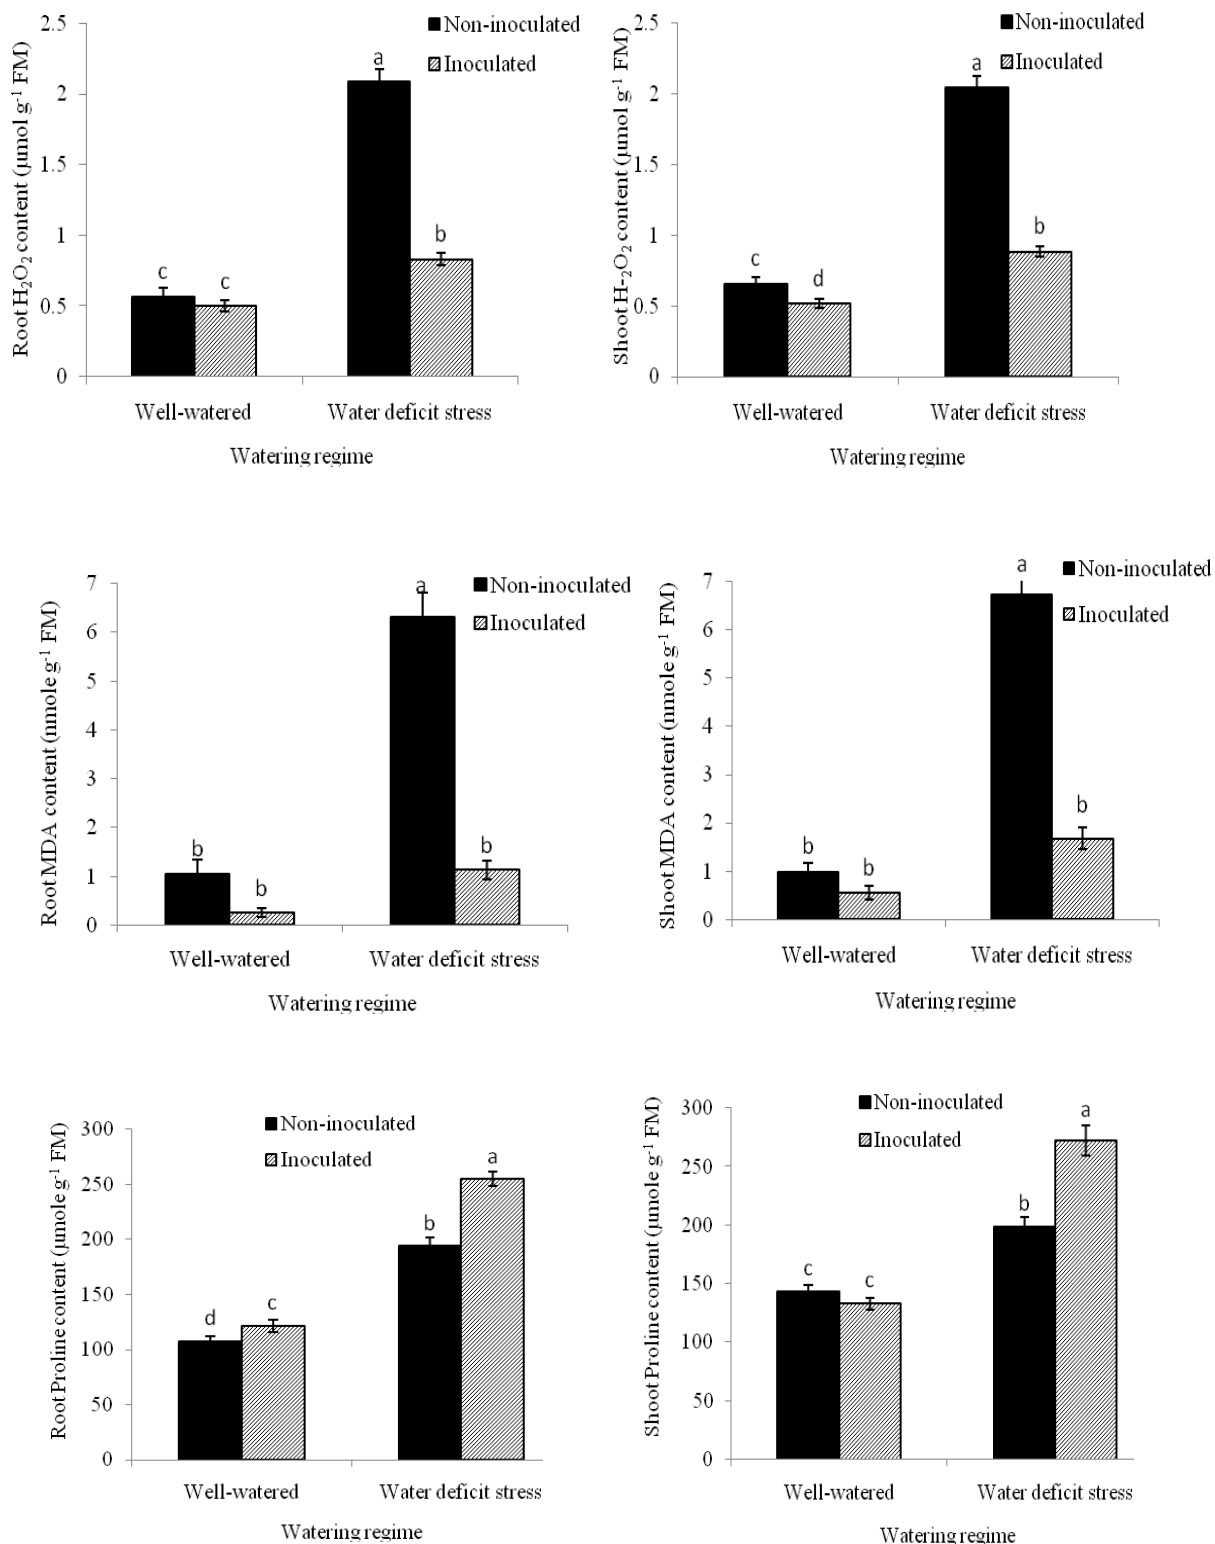 Root H₂O₂ content (µmol g⁻¹ FM)
2.5
2
1.5
1
0.5
0
Non-inoculated
Inoculated
c
c
a
b
Well-watered
Water deficit stress
Watering regime
Shoot H-₂O₂ content (µmol g⁻¹ FM)
2.5
2
1.5
1
0.5
0
Non-inoculated
Inoculated
c
d
a
b
Well-watered
Water deficit stress
Watering regime
Root MDA content (nmole g⁻¹ FM)
7
6
5
4
3
2
1
0
Non-inoculated
Inoculated
b
b
a
b
Well-watered
Water deficit stress
Watering regime
Shoot MDA content (nmole g⁻¹ FM)
7
6
5
4
3
2
1
0
Non-inoculated
Inoculated
b
b
a
b
Well-watered
Water deficit stress
Watering regime
Root Proline content (µmole g⁻¹ FM)
300
250
200
150
100
50
0
Non-inoculated
Inoculated
d
c
b
a
Well-watered
Water deficit stress
Watering regime
Shoot Proline content (µmole g⁻¹ FM)
300
250
200
150
100
50
0
Non-inoculated
Inoculated
c
c
b
a
Well-watered
Water deficit stress
Watering regime